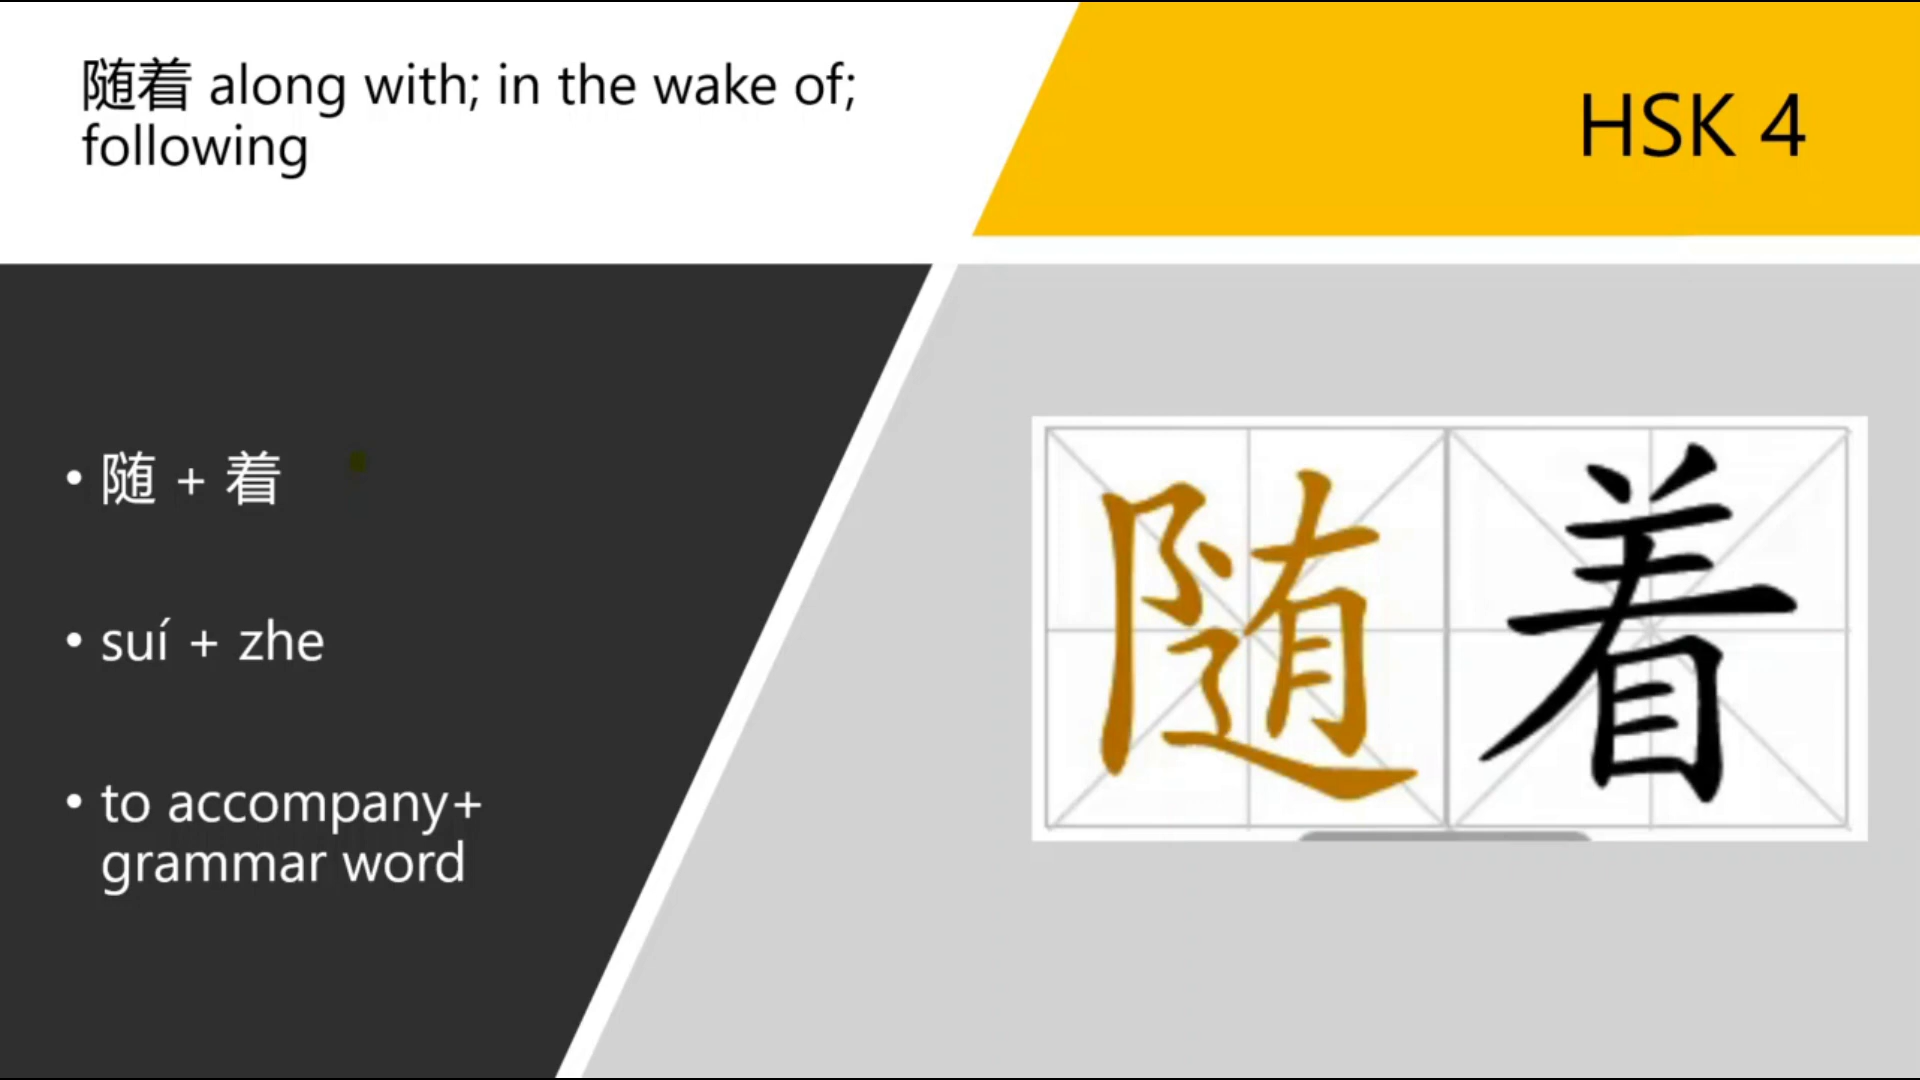 随着 along with; in the wake of;
following
HSK 4
• 随 + 着
• suí + zhe
• to accompany+
grammar word
随着